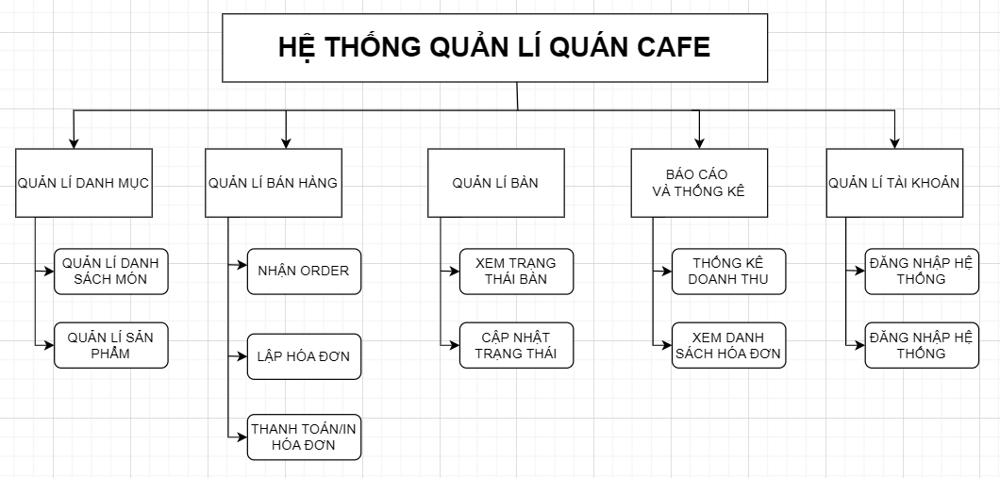 HỆ THỐNG QUẢN LÍ QUÁN CAFE
QUẢN LÍ DANH MỤC
QUẢN LÍ BÁN HÀNG
QUẢN LÍ BÀN
BÁO CÁO
VÀ THỐNG KÊ
QUẢN LÍ TÀI KHOẢN
QUẢN LÍ DANH
SÁCH MÓN
QUẢN LÍ SẢN
PHẨM
NHẬN ORDER
LẬP HÓA ĐƠN
THANH TOÁN/IN
HÓA ĐƠN
XEM TRẠNG
THÁI BÀN
CẬP NHẬT
TRẠNG THÁI
THỐNG KÊ
DOANH THU
XEM DANH
SÁCH HÓA ĐƠN
ĐĂNG NHẬP HỆ
THỐNG
ĐĂNG NHẬP HỆ
THỐNG